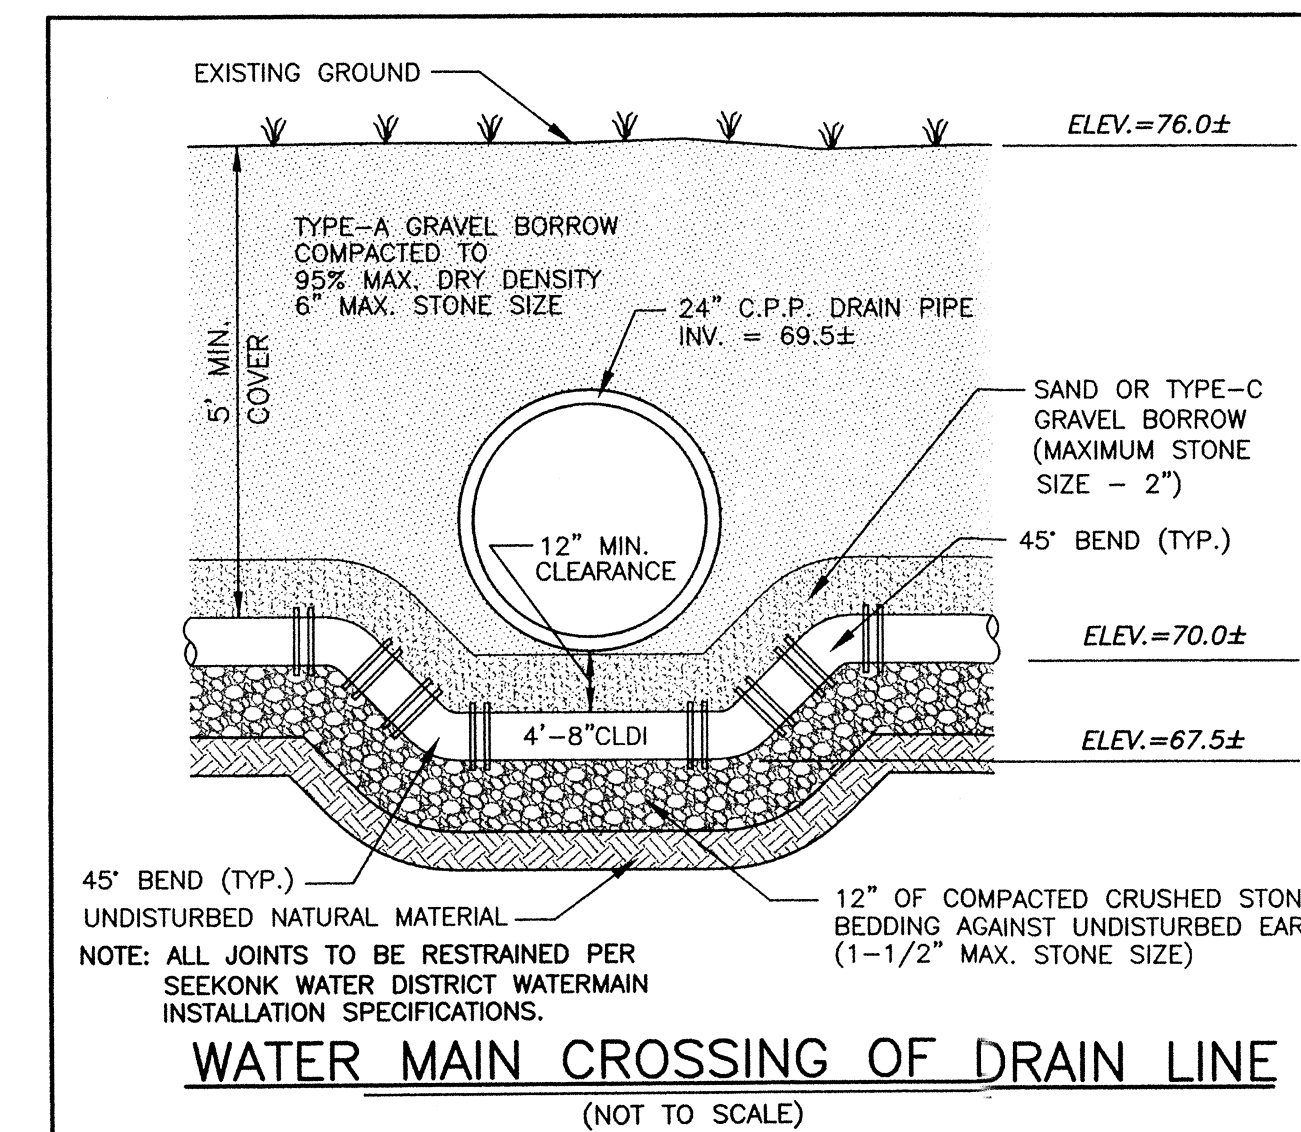 EXISTING GROUND
ELEV.=76.0±
TYPE-A GRAVEL BORROW
COMPACTED TO
95% MAX. DRY DENSITY
6" MAX. STONE SIZE
24" C.P.P. DRAIN PIPE
INV. = 69.5±
5' MIN.
COVER
SAND OR TYPE-C
GRAVEL BORROW
(MAXIMUM STONE
SIZE - 2")
12" MIN.
CLEARANCE
45° BEND (TYP.)
ELEV.=70.0±
4'-8"CLDI
ELEV.=67.5±
45° BEND (TYP.)
UNDISTURBED NATURAL MATERIAL
12" OF COMPACTED CRUSHED STON
BEDDING AGAINST UNDISTURBED EAR
(1-1/2" MAX. STONE SIZE)
NOTE: ALL JOINTS TO BE RESTRAINED PER
SEEKONK WATER DISTRICT WATERMAIN
INSTALLATION SPECIFICATIONS.
WATER MAIN CROSSING OF DRAIN LINE
(NOT TO SCALE)